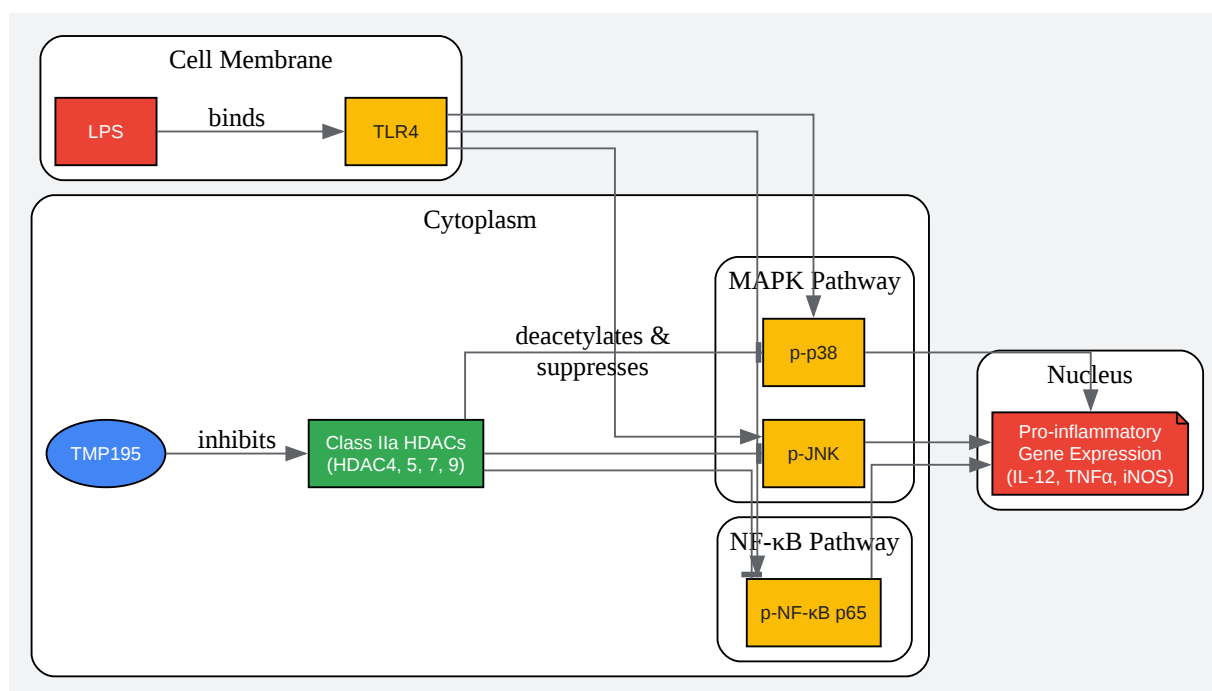 Cell Membrane
LPS
binds
TLR4
Cytoplasm
MAPK Pathway
deacetylates &
suppresses
p-p38
Nucleus
TMP195
inhibits
Class IIa HDACs
(HDAC4, 5, 7, 9)
p-JNK
Pro-inflammatory
Gene Expression
(IL-12, TNFα, iNOS)
NF-κB Pathway
p-NF-κB p65